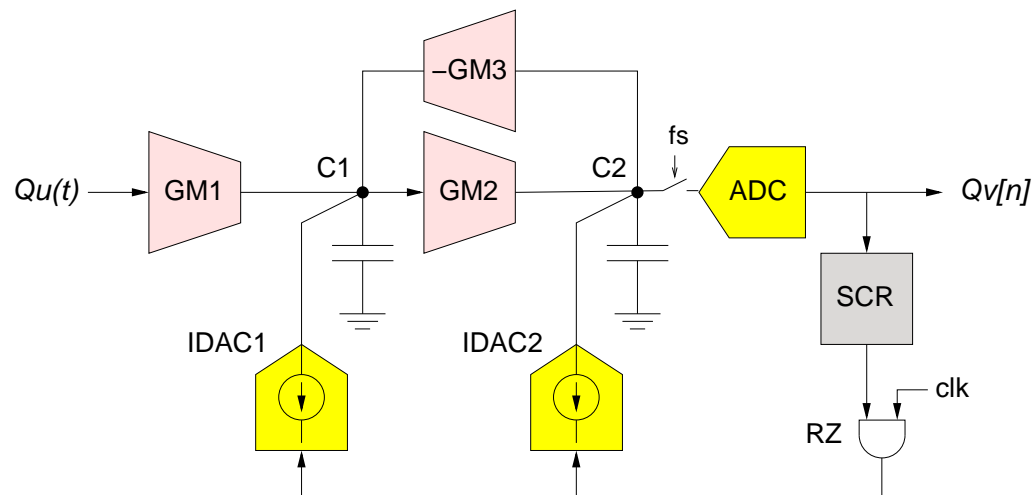 –GM3
fs
C1
C2
Qu(t)
GM1
GM2
ADC
Qv[n]
SCR
IDAC1
IDAC2
clk
RZ